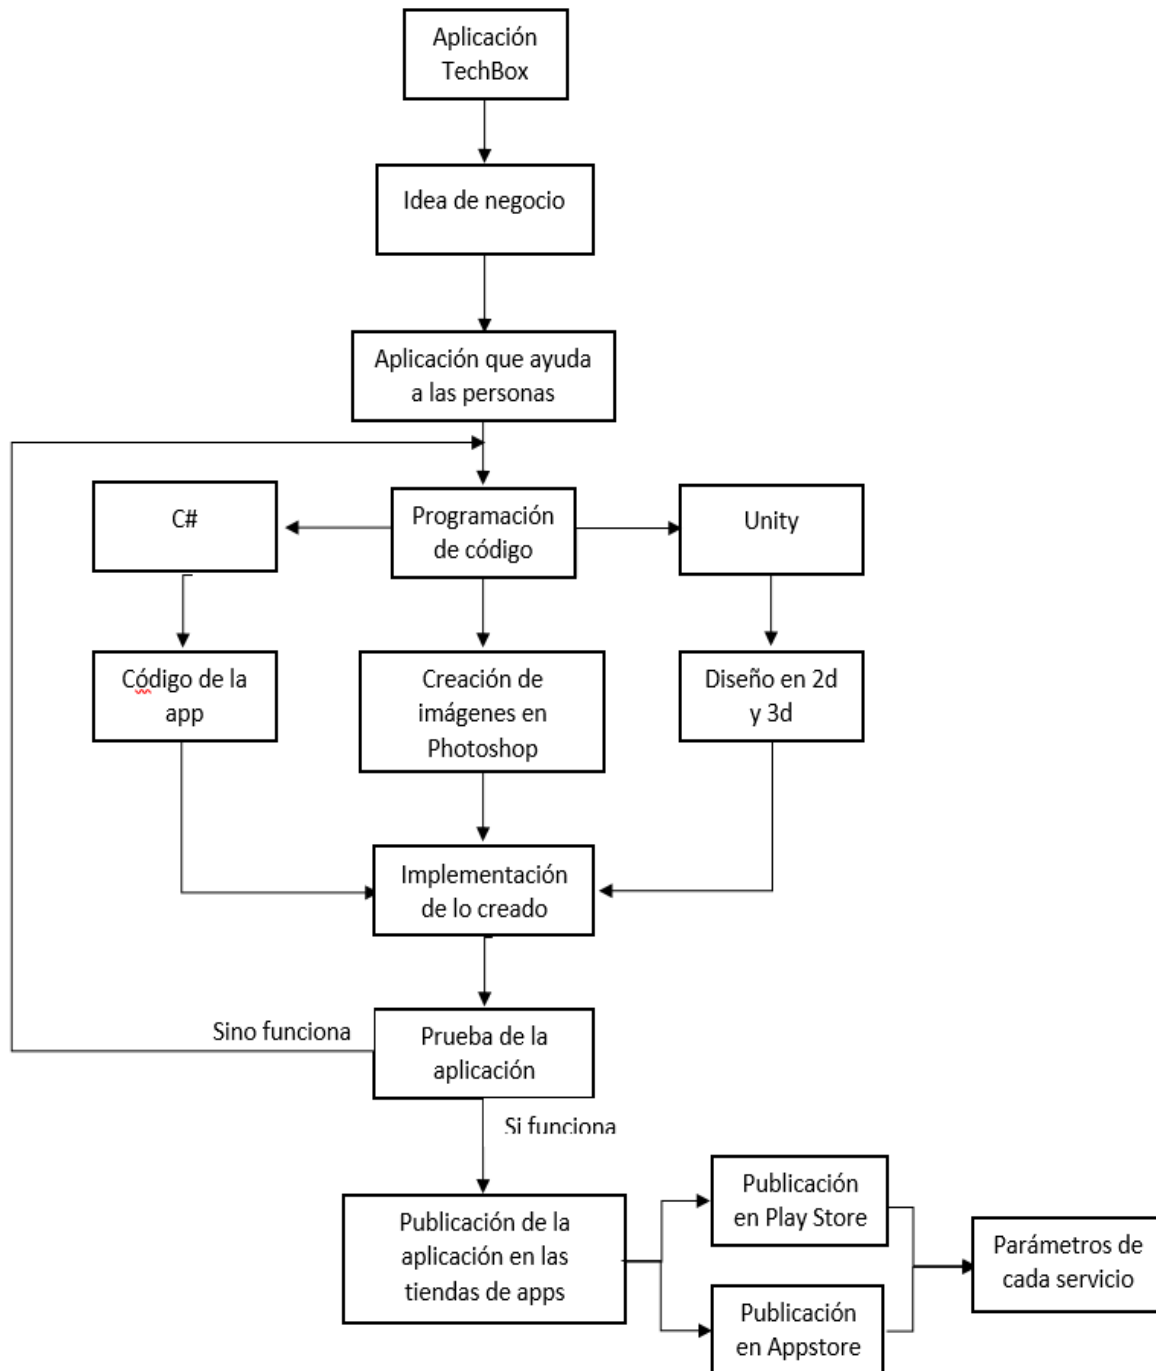 Aplicación
TechBox
Idea de negocio
Aplicación que ayuda
a las personas
C#
Programación
de código
Unity
Código de la
app
Creación de
imágenes en
Photoshop
Diseño en 2d
y 3d
Implementación
de lo creado
Sino funciona
Prueba de la
aplicación
Si funciona
Publicación de la
aplicación en las
tiendas de apps
Publicación
en Play Store
Publicación
en Appstore
Parámetros de
cada servicio